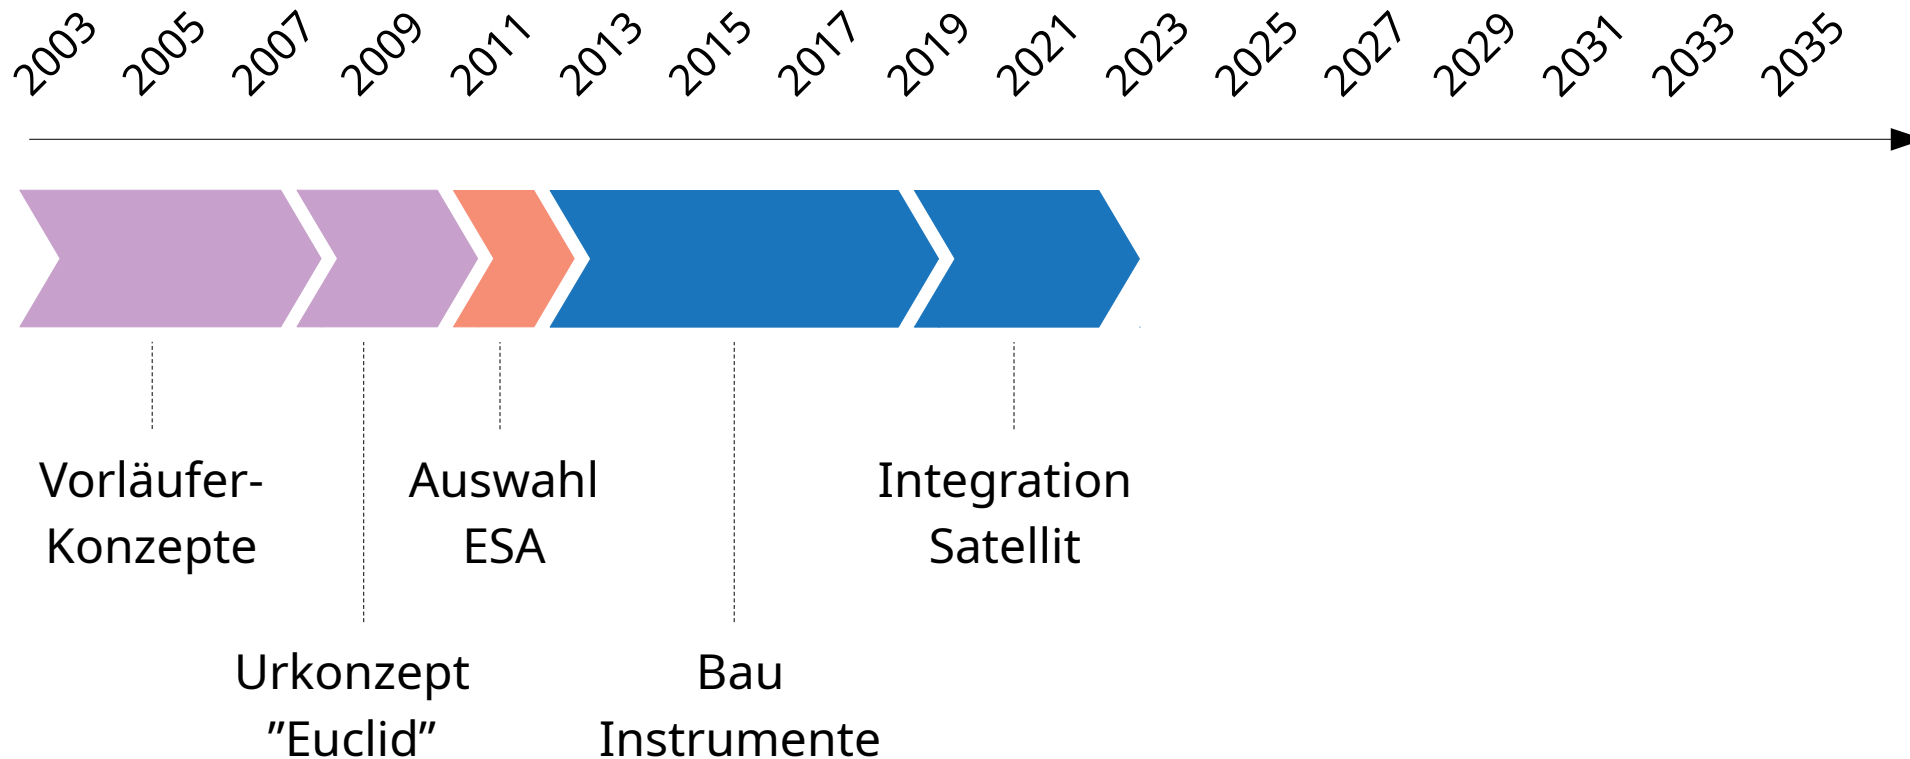 2003 2005 2007 2009 2011 2013 2015 2017 2019 2021 2023 2025 2027 2029 2031 2033 2035
Vorläufer-
Konzepte
Auswahl
ESA
Integration
Satellit
Urkonzept
”Euclid”
Bau
Instrumente